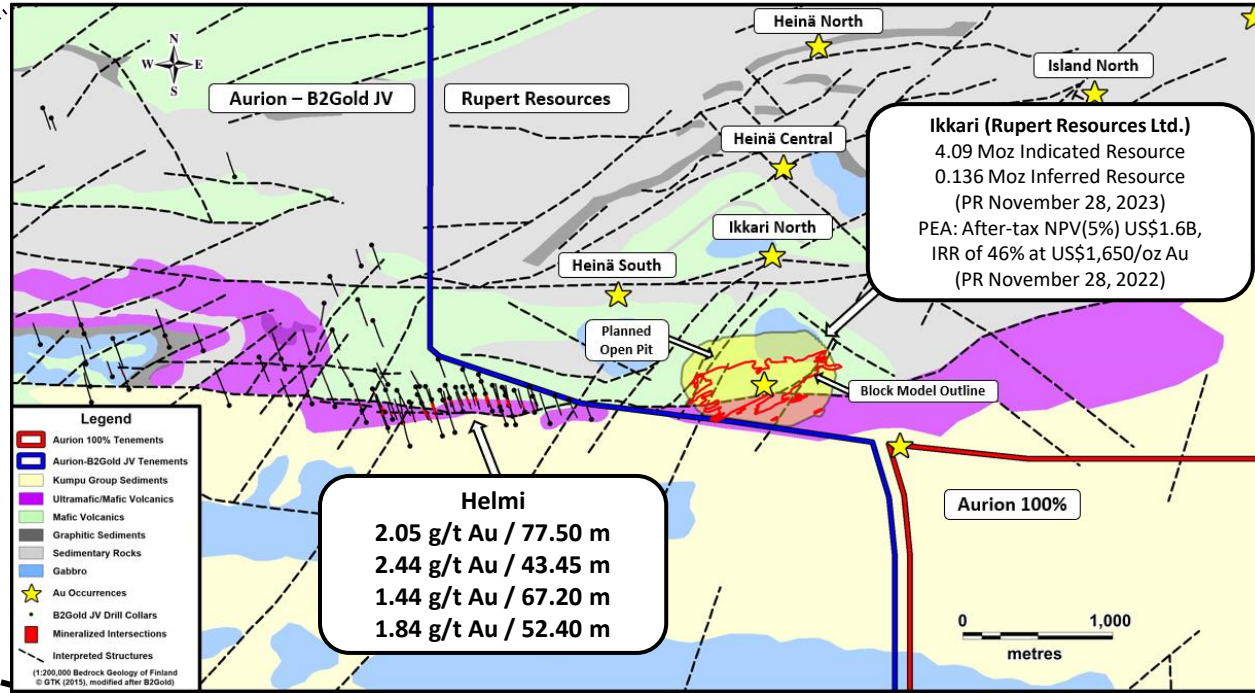 Heinä North
Island North
N
W E
S
Aurion – B2Gold JV
Rupert Resources
Ikkari (Rupert Resources Ltd.)
4.09 Moz Indicated Resource
0.136 Moz Inferred Resource
(PR November 28, 2023)
PEA: After-tax NPV(5%) US$1.6B,
IRR of 46% at US$1,650/oz Au
(PR November 28, 2022)
Heinä Central
Ikkari North
Heinä South
Planned
Open Pit
Block Model Outline
Legend
Aurion 100% Tenements
Aurion-B2Gold JV Tenements
Kumpu Group Sediments
Ultramafic/Mafic Volcanics
Mafic Volcanics
Graphitic Sediments
Sedimentary Rocks
Gabbro
Au Occurrences
B2Gold JV Drill Collars
Mineralized Intersections
Interpreted Structures
(1:200,000 Bedrock Geology of Finland
© GTK (2015), modified after B2Gold)
Helmi
2.05 g/t Au / 77.50 m
2.44 g/t Au / 43.45 m
1.44 g/t Au / 67.20 m
1.84 g/t Au / 52.40 m
Aurion 100%
0 1,000
metres